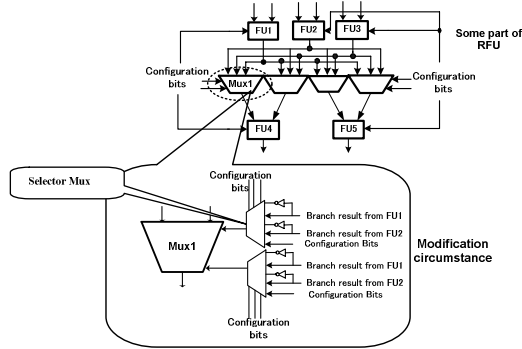 FU1
FU2
FU3
Some part of
RFU
Configuration
bits
Mux1
Configuration
bits
FU4
FU5
Selector Mux
Configuration
bits
Branch result from FU1
Branch result from FU2
Configuration Bits
Mux1
Modification
circumstance
Branch result from FU1
Branch result from FU2
Configuration Bits
Configuration
bits